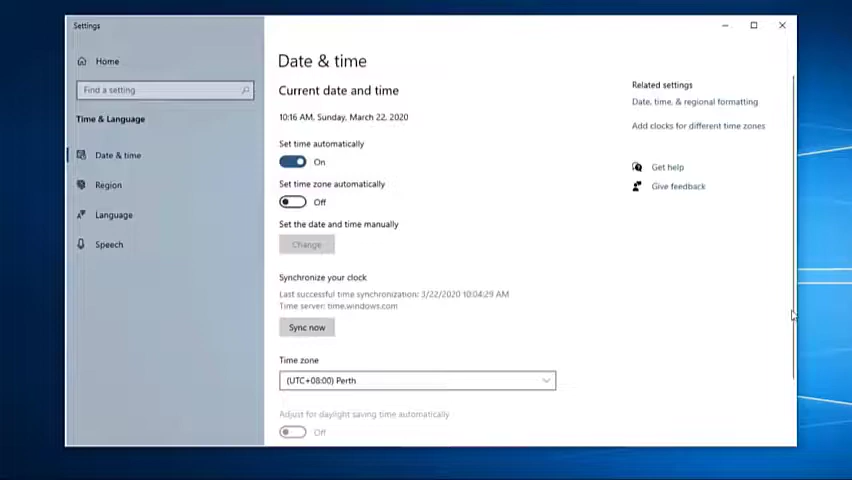 Settings
Home
Find a setting
Time & Language
Date & time
Region
Language
Speech
Date & time
Current date and time
10:16 AM, Sunday, March 22, 2020
Set time automatically
On
Set time zone automatically
Off
Set the date and time manually
Change
Synchronize your clock
Last successful time synchronization: 3/22/2020 10:04:29 AM
Time server: time.windows.com
Sync now
Time zone
(UTC+08:00) Perth
Adjust for daylight saving time automatically
Off
Related settings
Date, time, & regional formatting
Add clocks for different time zones
Get help
Give feedback